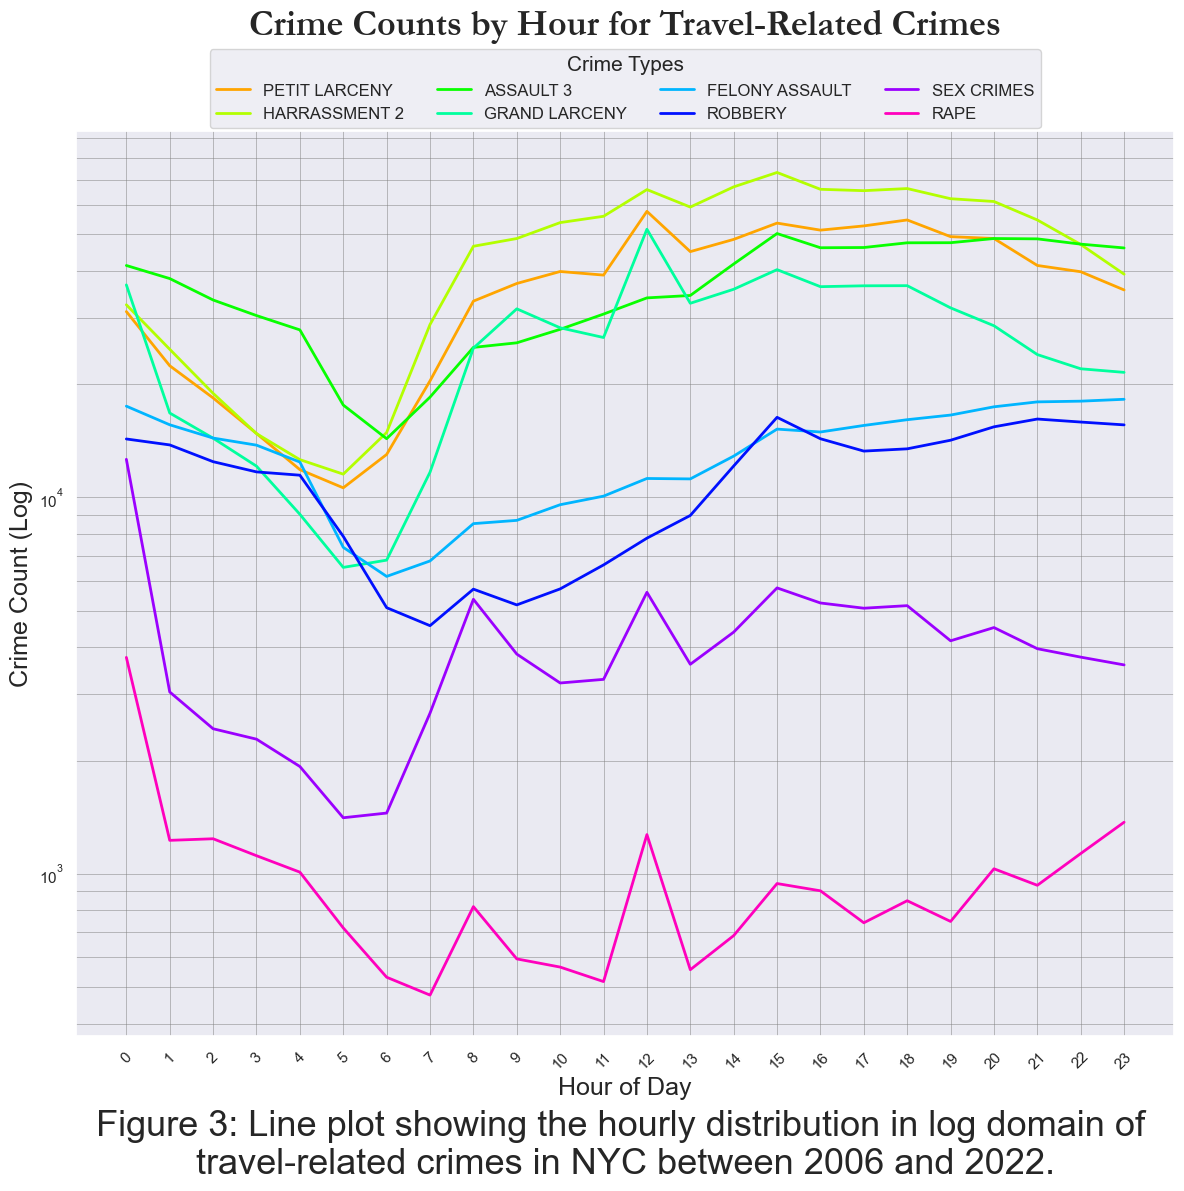 Crime Counts by Hour for Travel-Related Crimes
Crime Types
PETIT LARCENY ASSAULT 3 FELONY ASSAULT SEX CRIMES
HARRASSMENT 2 GRAND LARCENY ROBBERY RAPE
Crime Count (Log)
10^4
10^3
0 1 2 3 4 5 6 7 8 9 10 11 12 13 14 15 16 17 18 19 20 21 22 23
Hour of Day
Figure 3: Line plot showing the hourly distribution in log domain of
travel-related crimes in NYC between 2006 and 2022.